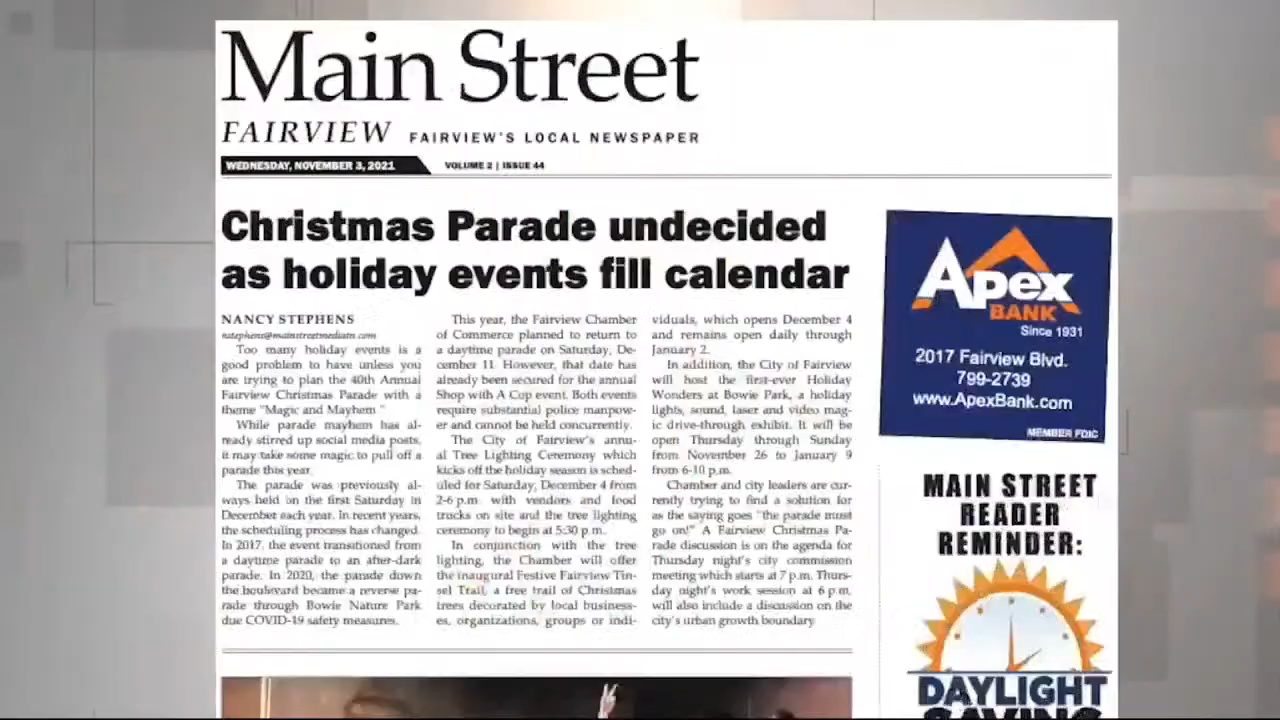 Main Street
FAIRVIEW FAIRVIEW'S LOCAL NEWSPAPER
WEDNESDAY, NOVEMBER 3, 2021 VOLUME 2 | ISSUE 44
Christmas Parade undecided
as holiday events fill calendar
NANCY STEPHENS
nstephens@mainstreetmediatn.com
Too many holiday events is a
good problem to have unless you
are trying to plan the 40th Annual
Fairview Christmas Parade with a
theme "Magic and Mayhem."
While parade mayhem has al-
ready stirred up social media posts,
it may take some magic to pull off a
parade this year.
The parade was previously al-
ways held on the first Saturday in
December each year. In recent years,
the scheduling process has changed.
In 2017, the event transitioned from
a daytime parade to an after-dark
parade. In 2020, the parade down
the boulevard became a reverse pa-
rade through Bowie Nature Park
due COVID-19 safety measures.
This year, the Fairview Chamber
of Commerce planned to return to
a daytime parade on Saturday, De-
cember 11. However, that date has
already been secured for the annual
Shop with A Cop event. Both events
require substantial police manpow-
er and cannot be held concurrently.
The City of Fairview's annu-
al Tree Lighting Ceremony which
kicks off the holiday season is sched-
uled for Saturday, December 4 from
2-6 p.m. with vendors and food
trucks on site and the tree lighting
ceremony to begin at 5:30 p.m.
In conjunction with the tree
lighting, the Chamber will offer
the inaugural Festive Fairview Tin-
sel Trail, a free trail of Christmas
trees decorated by local business-
es, organizations, groups or indi-
viduals, which opens December 4
and remains open daily through
January 2.
In addition, the City of Fairview
will host the first-ever Holiday
Wonders at Bowie Park, a holiday
lights, sound, laser and video mag-
ic drive-through exhibit. It will be
open Thursday through Sunday
from November 26 to January 9
from 6-10 p.m.
Chamber and city leaders are cur-
rently trying to find a solution for
as the saying goes "the parade must
go on!" A Fairview Christmas Pa-
rade discussion is on the agenda for
Thursday night's city commission
meeting which starts at 7 p.m. Thurs-
day night's work session at 6 p.m.
will also include a discussion on the
city's urban growth boundary.
Apex
BANK
Since 1931
2017 Fairview Blvd.
799-2739
www.ApexBank.com
MEMBER FDIC
MAIN STREET
READER
REMINDER:
DAYLIGHT
SAVING